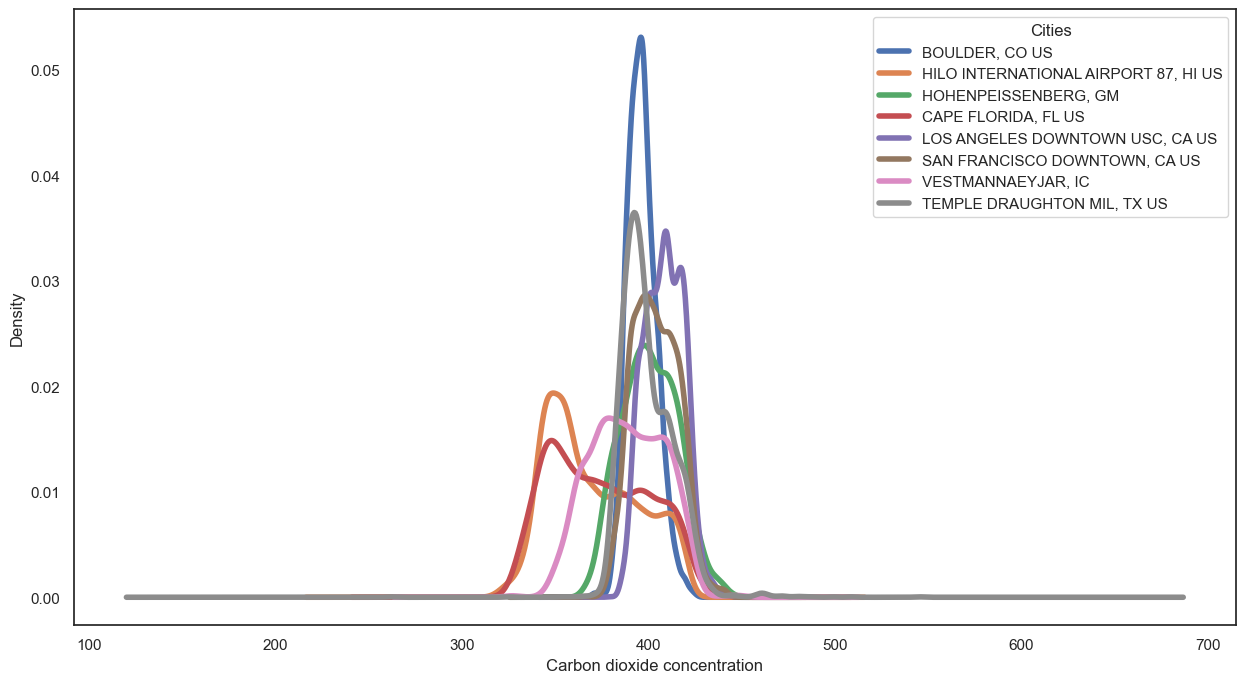 Cities
BOULDER, CO US
HILO INTERNATIONAL AIRPORT 87, HI US
HOHENPEISSENBERG, GM
CAPE FLORIDA, FL US
LOS ANGELES DOWNTOWN USC, CA US
SAN FRANCISCO DOWNTOWN, CA US
VESTMANNAEYJAR, IC
TEMPLE DRAUGHTON MIL, TX US
Density
0.05
0.04
0.03
0.02
0.01
0.00
100 200 300 400 500 600 700
Carbon dioxide concentration